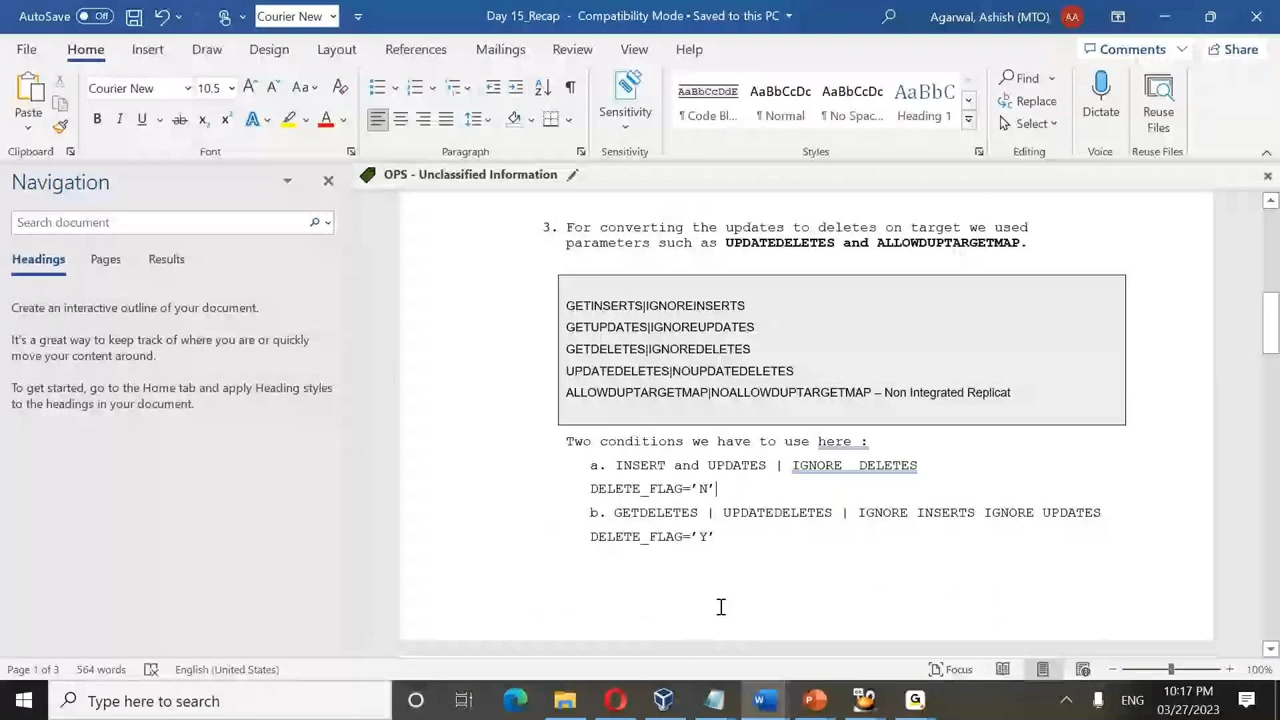 AutoSave Off Courier New Day 15_Recap - Compatibility Mode • Saved to this PC Agarwal, Ashish (MTO) AA
File Home Insert Draw Design Layout References Mailings Review View Help Comments Share
Paste Courier New 10.5 Aa AaBbCcDdE AaBbCcDc AaBbCcDc AaBbC Find Replace Select Sensitivity Dictate Reuse Files
¶ Code Bl... ¶ Normal ¶ No Spac... Heading 1
Clipboard Font Paragraph Sensitivity Styles Editing Voice Reuse Files
Navigation
OPS - Unclassified Information
Search document
Headings Pages Results
Create an interactive outline of your document.
It's a great way to keep track of where you are or quickly
move your content around.
To get started, go to the Home tab and apply Heading styles
to the headings in your document.
3. For converting the updates to deletes on target we used
parameters such as UPDATEDELETES and ALLOWDUPTARGETMAP.
GETINSERTS|IGNOREINSERTS
GETUPDATES|IGNOREUPDATES
GETDELETES|IGNOREDELETES
UPDATEDELETES|NOUPDATEDELETES
ALLOWDUPTARGETMAP|NOALLOWDUPTARGETMAP – Non Integrated Replicat
Two conditions we have to use here :
a. INSERT and UPDATES | IGNORE DELETES
DELETE_FLAG=’N’
b. GETDELETES | UPDATEDELETES | IGNORE INSERTS IGNORE UPDATES
DELETE_FLAG=’Y’
Page 1 of 3 564 words English (United States) Focus 100%
Type here to search ENG 10:17 PM
03/27/2023